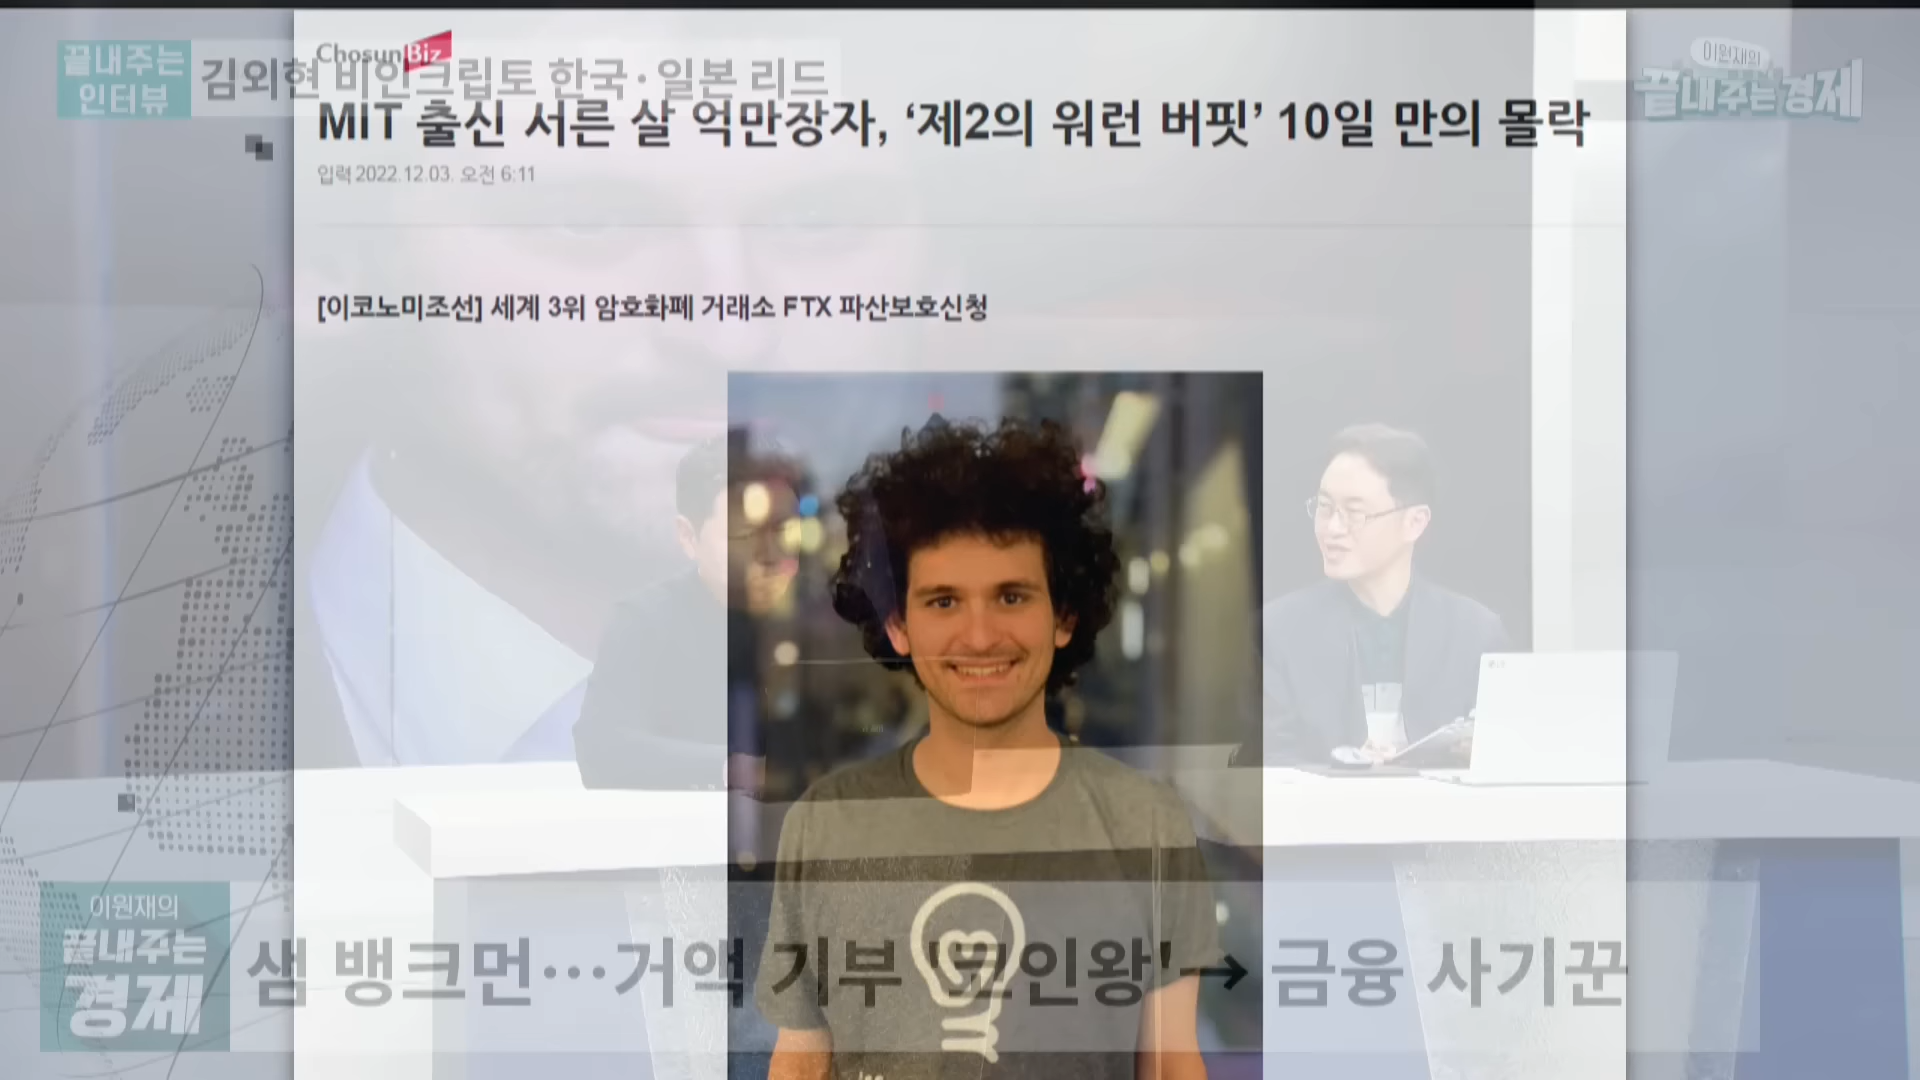 ChosunBiz
끝내주는
인터뷰
김외현 비인크립토 한국·일본 리드
이원재의
끝내주는 경제
MIT 출신 서른 살 억만장자, ‘제2의 워런 버핏’ 10일 만의 몰락
입력 2022.12.03. 오전 6:11
[이코노미조선] 세계 3위 암호화폐 거래소 FTX 파산보호신청
이원재의
끝내주는
경제
샘 뱅크먼…거액 기부 '코인왕'→ 금융 사기꾼